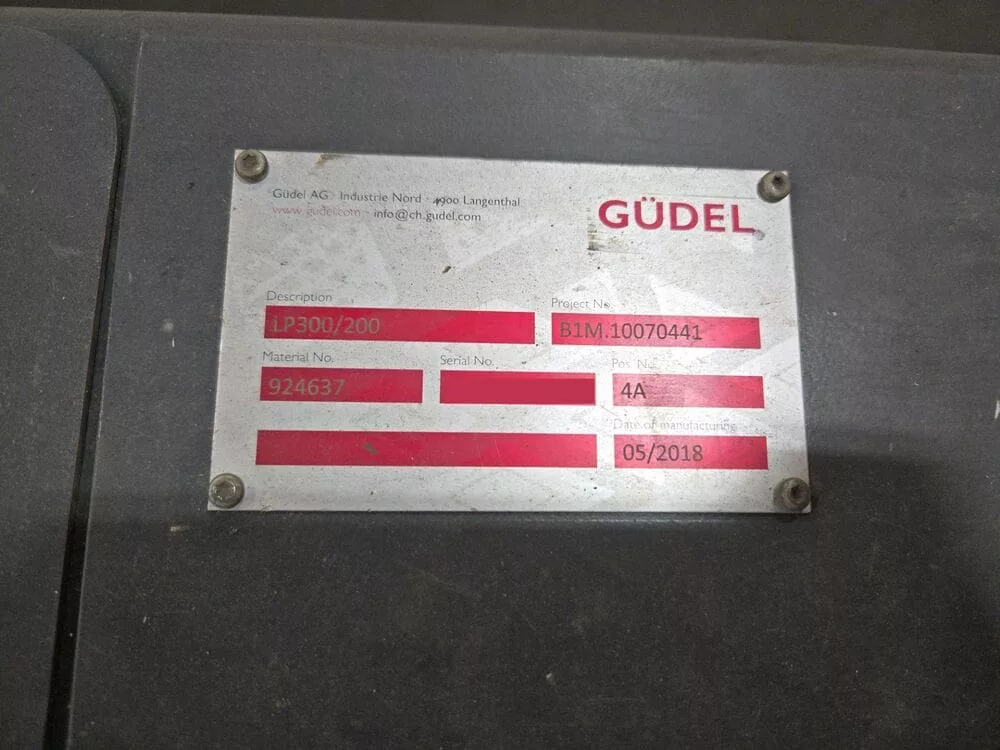 Güdel AG · Industrie Nord · 4900 Langenthal
www.gudel.com · info@ch.gudel.com
GÜDEL
Description
LP300/200
Project No.
B1M.10070441
Material No.
924637
Serial No.
Pos. No.
4A
Date of manufacturing
05/2018